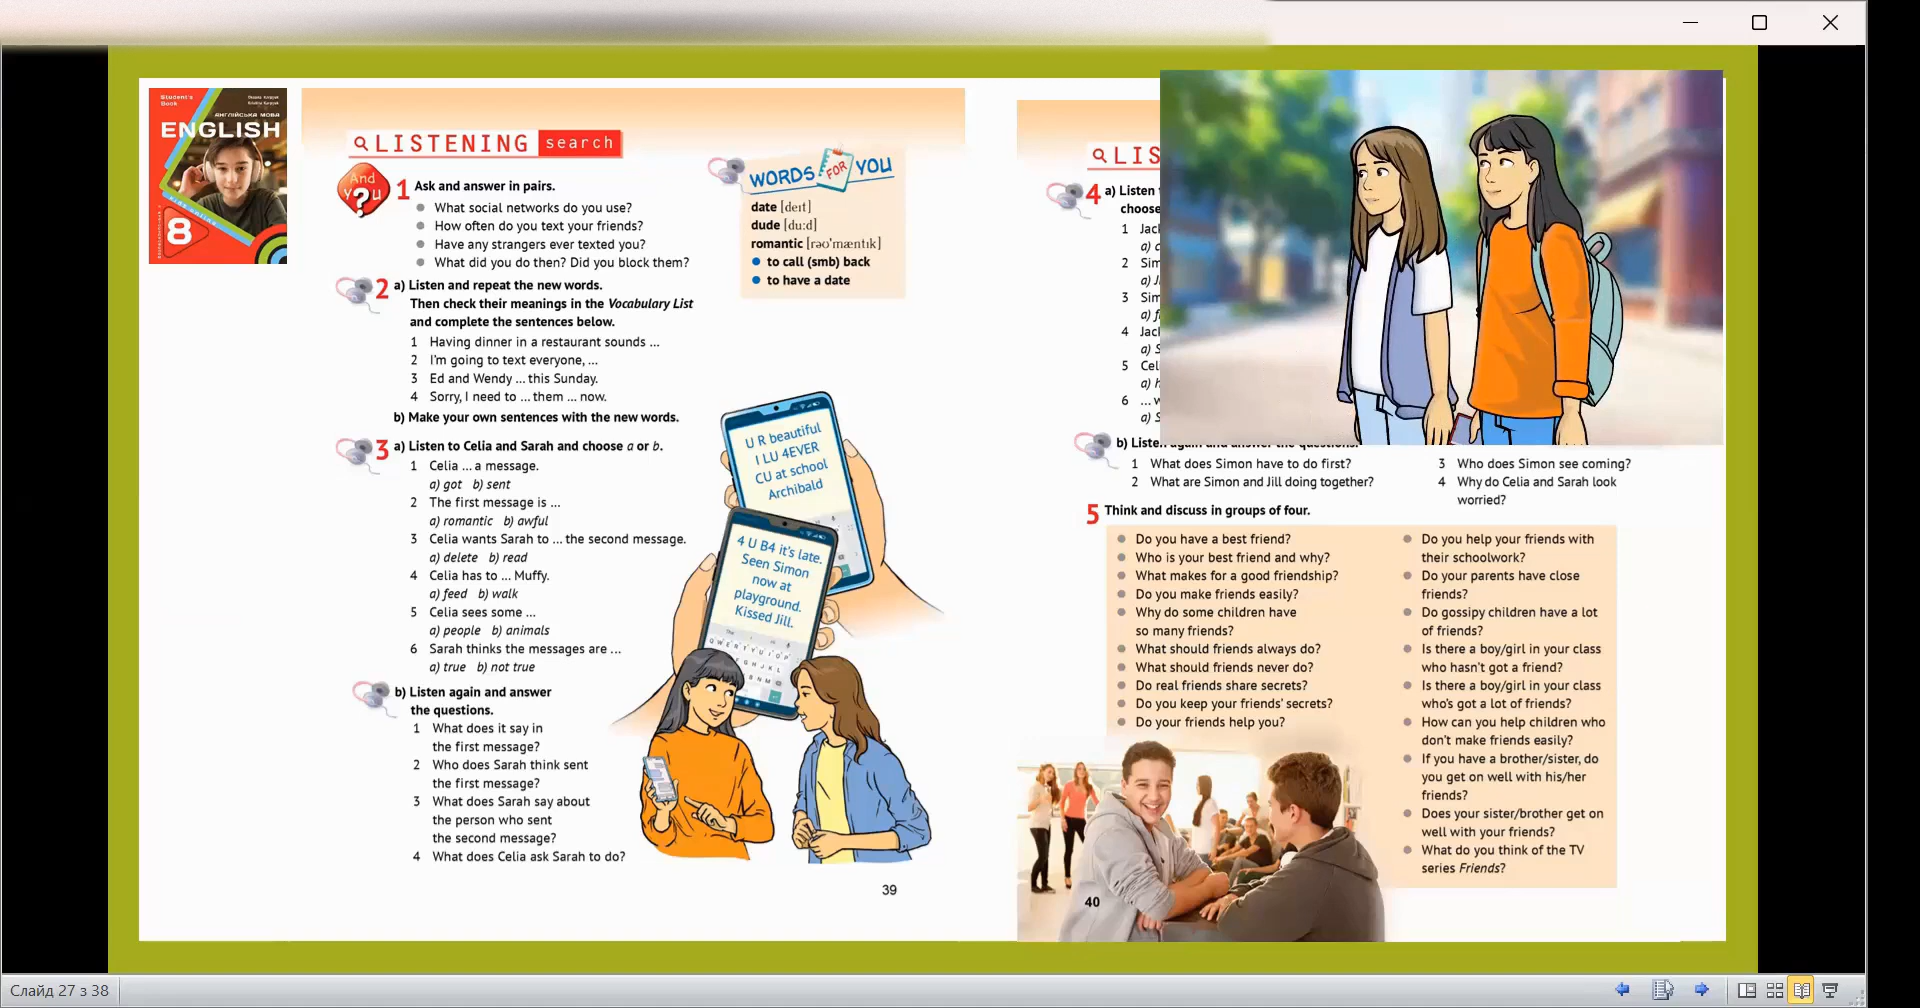 Student's
Book
АНГЛІЙСЬКА МОВА
ENGLISH
8
LISTENING search
And
y?u
1 Ask and answer in pairs.
What social networks do you use?
How often do you text your friends?
Have any strangers ever texted you?
What did you do then? Did you block them?
WORDS FOR YOU
date [deɪt]
dude [du:d]
romantic [rəʊ'mæntɪk]
to call (smb) back
to have a date
2 a) Listen and repeat the new words.
Then check their meanings in the Vocabulary List
and complete the sentences below.
1 Having dinner in a restaurant sounds ...
2 I'm going to text everyone, ...
3 Ed and Wendy ... this Sunday.
4 Sorry, I need to ... them ... now.
b) Make your own sentences with the new words.
3 a) Listen to Celia and Sarah and choose a or b.
1 Celia ... a message.
a) got b) sent
2 The first message is ...
a) romantic b) awful
3 Celia wants Sarah to ... the second message.
a) delete b) read
4 Celia has to ... Muffy.
a) feed b) walk
5 Celia sees some ...
a) people b) animals
6 Sarah thinks the messages are ...
a) true b) not true
b) Listen again and answer
the questions.
1 What does it say in
the first message?
2 Who does Sarah think sent
the first message?
3 What does Sarah say about
the person who sent
the second message?
4 What does Celia ask Sarah to do?
U R beautiful
I LU 4EVER
CU at school
Archibald
4 U B4 it's late.
Seen Simon
now at
playground.
Kissed Jill.
39
LIS
4 a) Listen
choose
1 Jack
a)
2 Sim
a)
3 Sim
a)
4 Jack
a)
5 Cel
a)
6 ...
a)
b) Listen again and answer the questions.
1 What does Simon have to do first?
2 What are Simon and Jill doing together?
3 Who does Simon see coming?
4 Why do Celia and Sarah look
worried?
5 Think and discuss in groups of four.
Do you have a best friend?
Who is your best friend and why?
What makes for a good friendship?
Do you make friends easily?
Why do some children have
so many friends?
What should friends always do?
What should friends never do?
Do real friends share secrets?
Do you keep your friends' secrets?
Do your friends help you?
Do you help your friends with
their schoolwork?
Do your parents have close
friends?
Do gossipy children have a lot
of friends?
Is there a boy/girl in your class
who hasn't got a friend?
Is there a boy/girl in your class
who's got a lot of friends?
How can you help children who
don't make friends easily?
If you have a brother/sister, do
you get on well with his/her
friends?
Does your sister/brother get on
well with your friends?
What do you think of the TV
series Friends?
40
Слайд 27 з 38